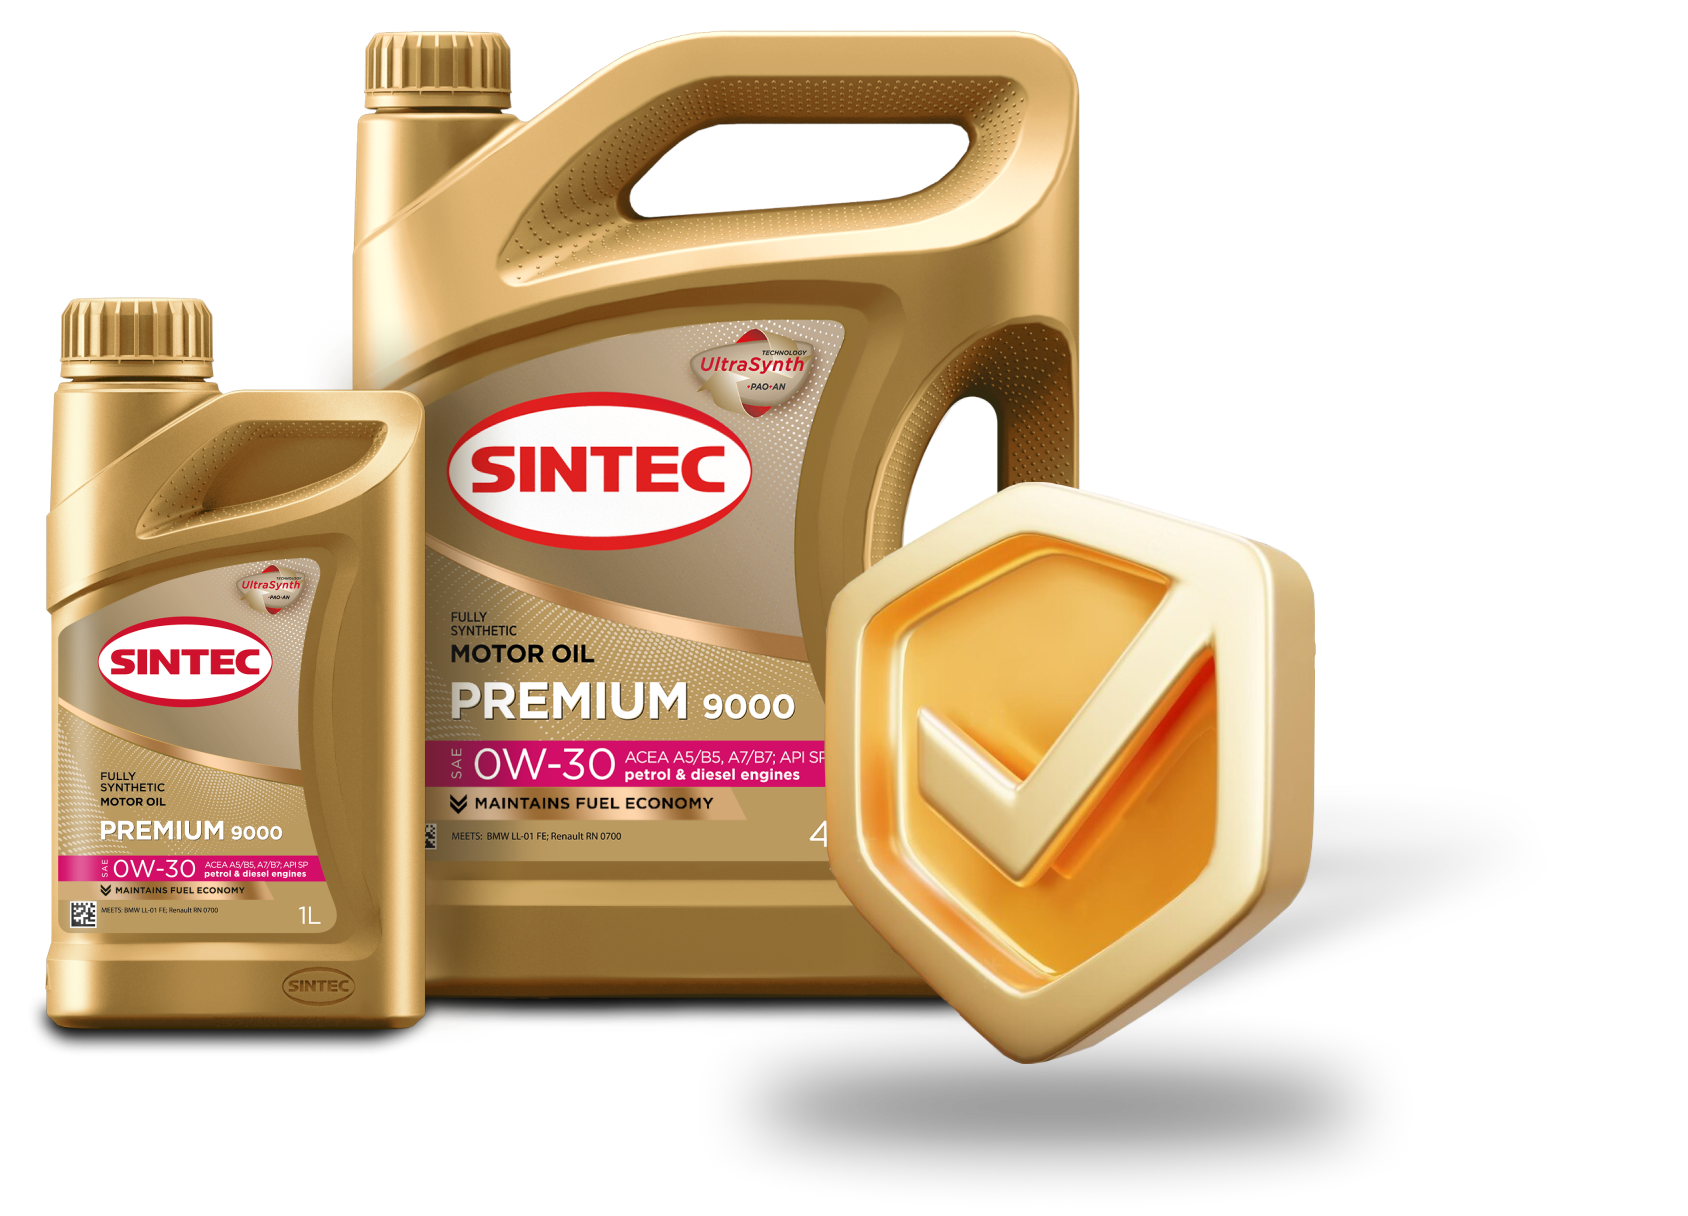 TECHNOLOGY
UltraSynth
•PAO•AN
SINTEC
FULLY
SYNTHETIC
MOTOR OIL
PREMIUM 9000
SAE 0W-30 ACEA A5/B5, A7/B7; API SP
petrol & diesel engines
MAINTAINS FUEL ECONOMY
MEETS: BMW LL-01 FE; Renault RN 0700
4
TECHNOLOGY
UltraSynth
•PAO•AN
SINTEC
FULLY
SYNTHETIC
MOTOR OIL
PREMIUM 9000
SAE 0W-30 ACEA A5/B5, A7/B7; API SP
petrol & diesel engines
MAINTAINS FUEL ECONOMY
MEETS: BMW LL-01 FE; Renault RN 0700
1L
SINTEC